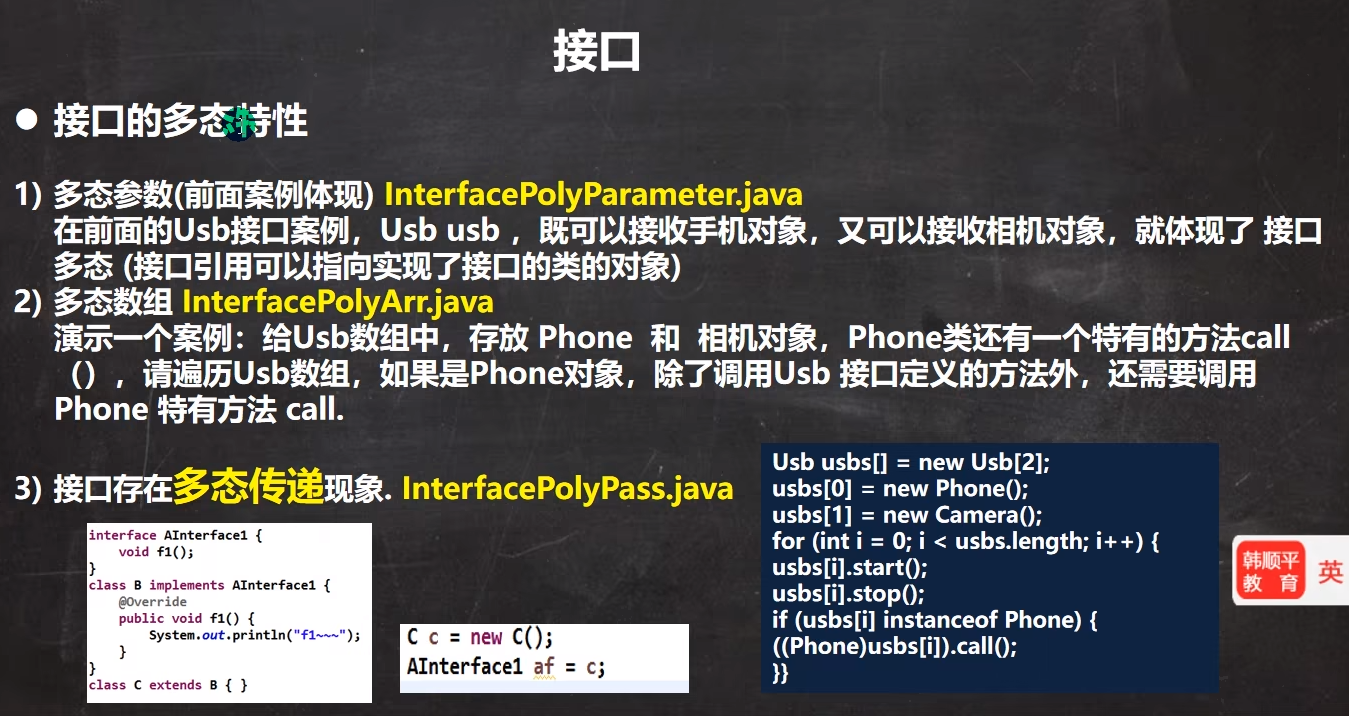 接口
● 接口的多态特性
1) 多态参数(前面案例体现) InterfacePolyParameter.java
在前面的Usb接口案例，Usb usb ，既可以接收手机对象，又可以接收相机对象，就体现了 接口
多态 (接口引用可以指向实现了接口的类的对象)
2) 多态数组 InterfacePolyArr.java
演示一个案例：给Usb数组中，存放 Phone 和 相机对象，Phone类还有一个特有的方法call
（），请遍历Usb数组，如果是Phone对象，除了调用Usb 接口定义的方法外，还需要调用
Phone 特有方法 call.
3) 接口存在多态传递现象. InterfacePolyPass.java
interface AInterface1 {
void f1();
}
class B implements AInterface1 {
@Override
public void f1() {
System.out.println("f1~~~");
}
}
class C extends B { }
C c = new C();
AInterface1 af = c;
Usb usbs[] = new Usb[2];
usbs[0] = new Phone();
usbs[1] = new Camera();
for (int i = 0; i < usbs.length; i++) {
usbs[i].start();
usbs[i].stop();
if (usbs[i] instanceof Phone) {
((Phone)usbs[i]).call();
}}
韩顺平
教 育
英